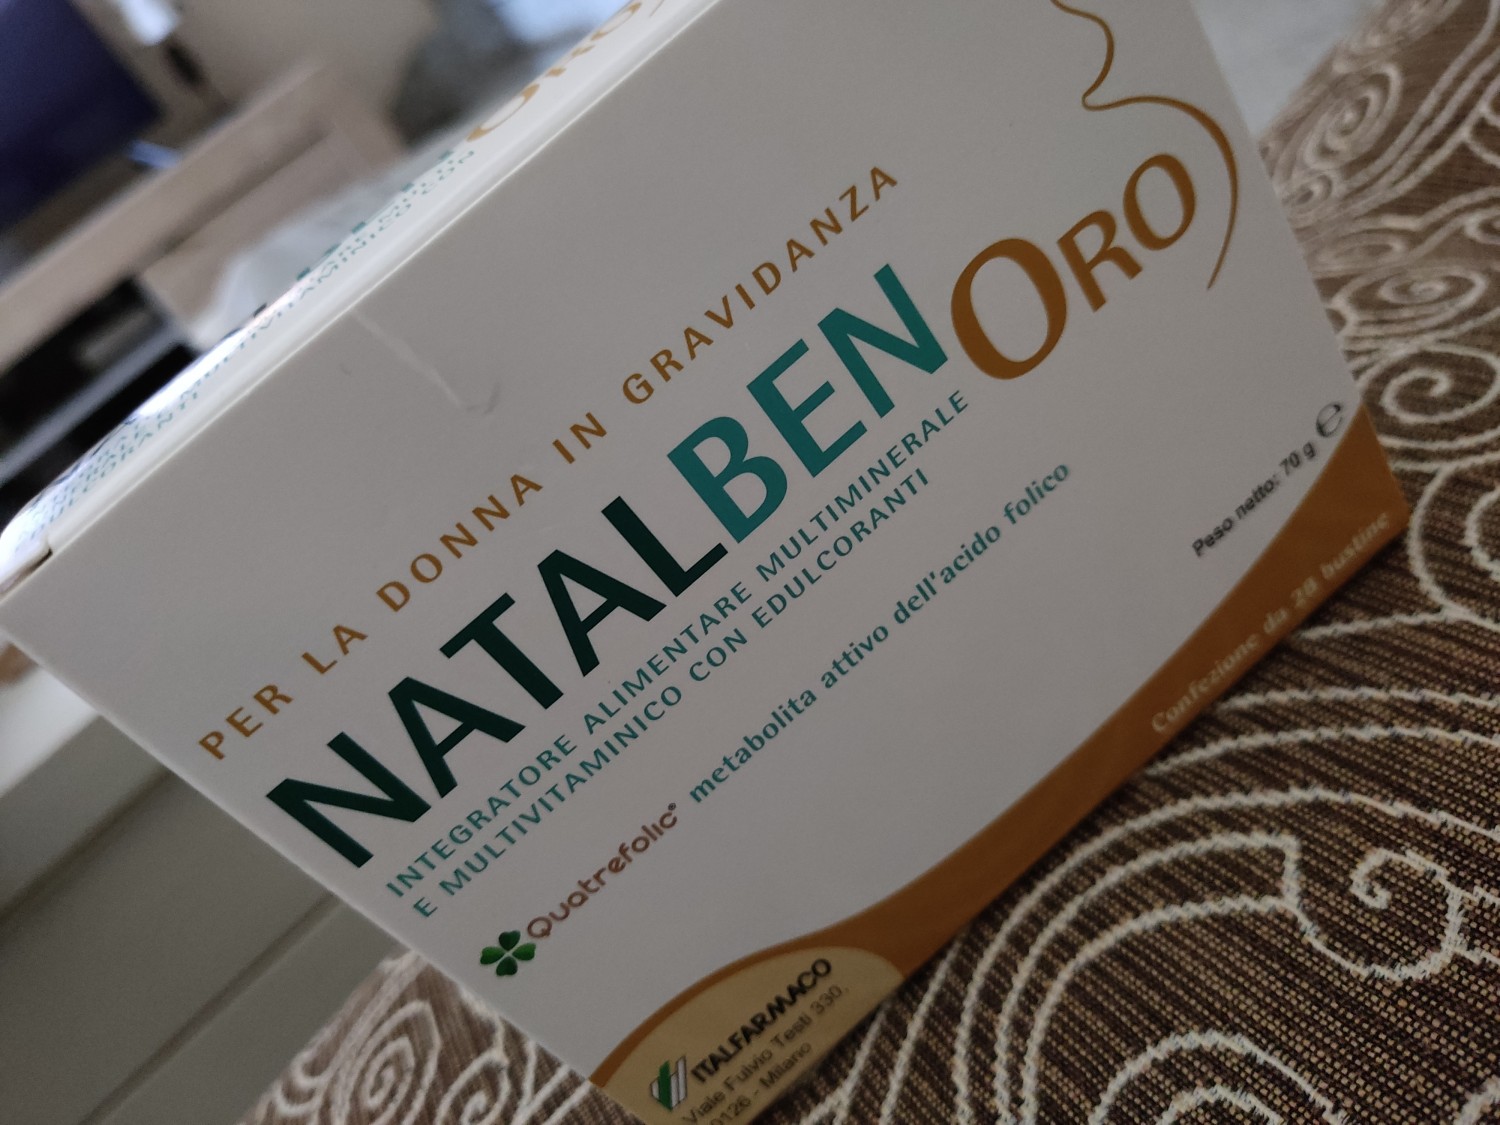 PER LA DONNA IN GRAVIDANZA
NATALBENORO
INTEGRATORE ALIMENTARE MULTIMINERALE
E MULTIVITAMINICO CON EDULCORANTI
Quatrefolic® metabolita attivo dell'acido folico
Peso netto: 70 g ℮
Confezione da 28 bustine
ITALFARMACO
Viale Fulvio Testi 330,
0126 - Milano